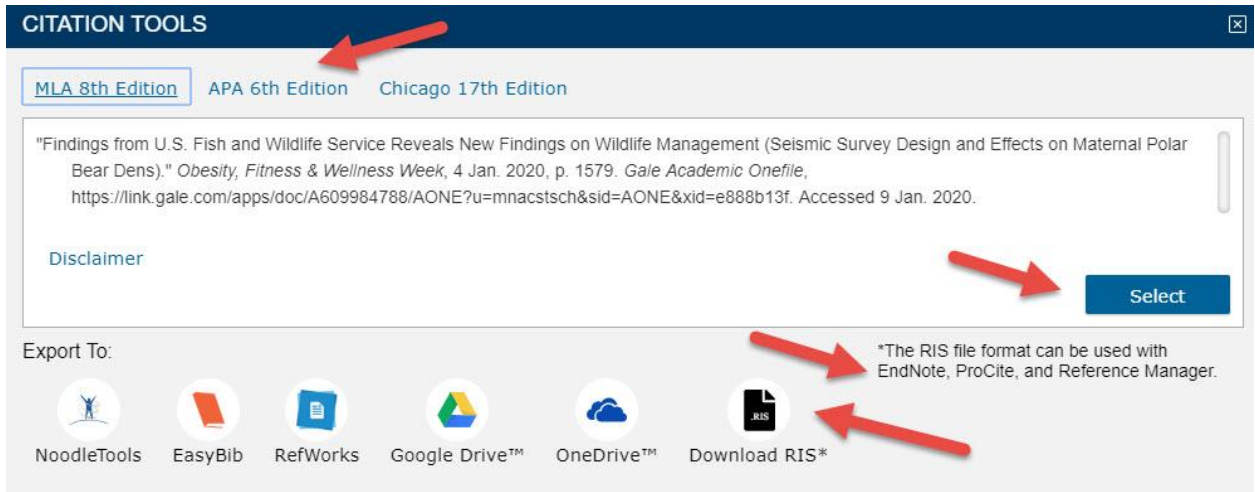 CITATION TOOLS
MLA 8th Edition APA 6th Edition Chicago 17th Edition
"Findings from U.S. Fish and Wildlife Service Reveals New Findings on Wildlife Management (Seismic Survey Design and Effects on Maternal Polar
Bear Dens)." Obesity, Fitness & Wellness Week, 4 Jan. 2020, p. 1579. Gale Academic Onefile,
https://link.gale.com/apps/doc/A609984788/AONE?u=mnacstsch&sid=AONE&xid=e888b13f. Accessed 9 Jan. 2020.
Disclaimer
Select
Export To:
*The RIS file format can be used with
EndNote, ProCite, and Reference Manager.
.RIS
NoodleTools EasyBib RefWorks Google Drive™ OneDrive™ Download RIS*